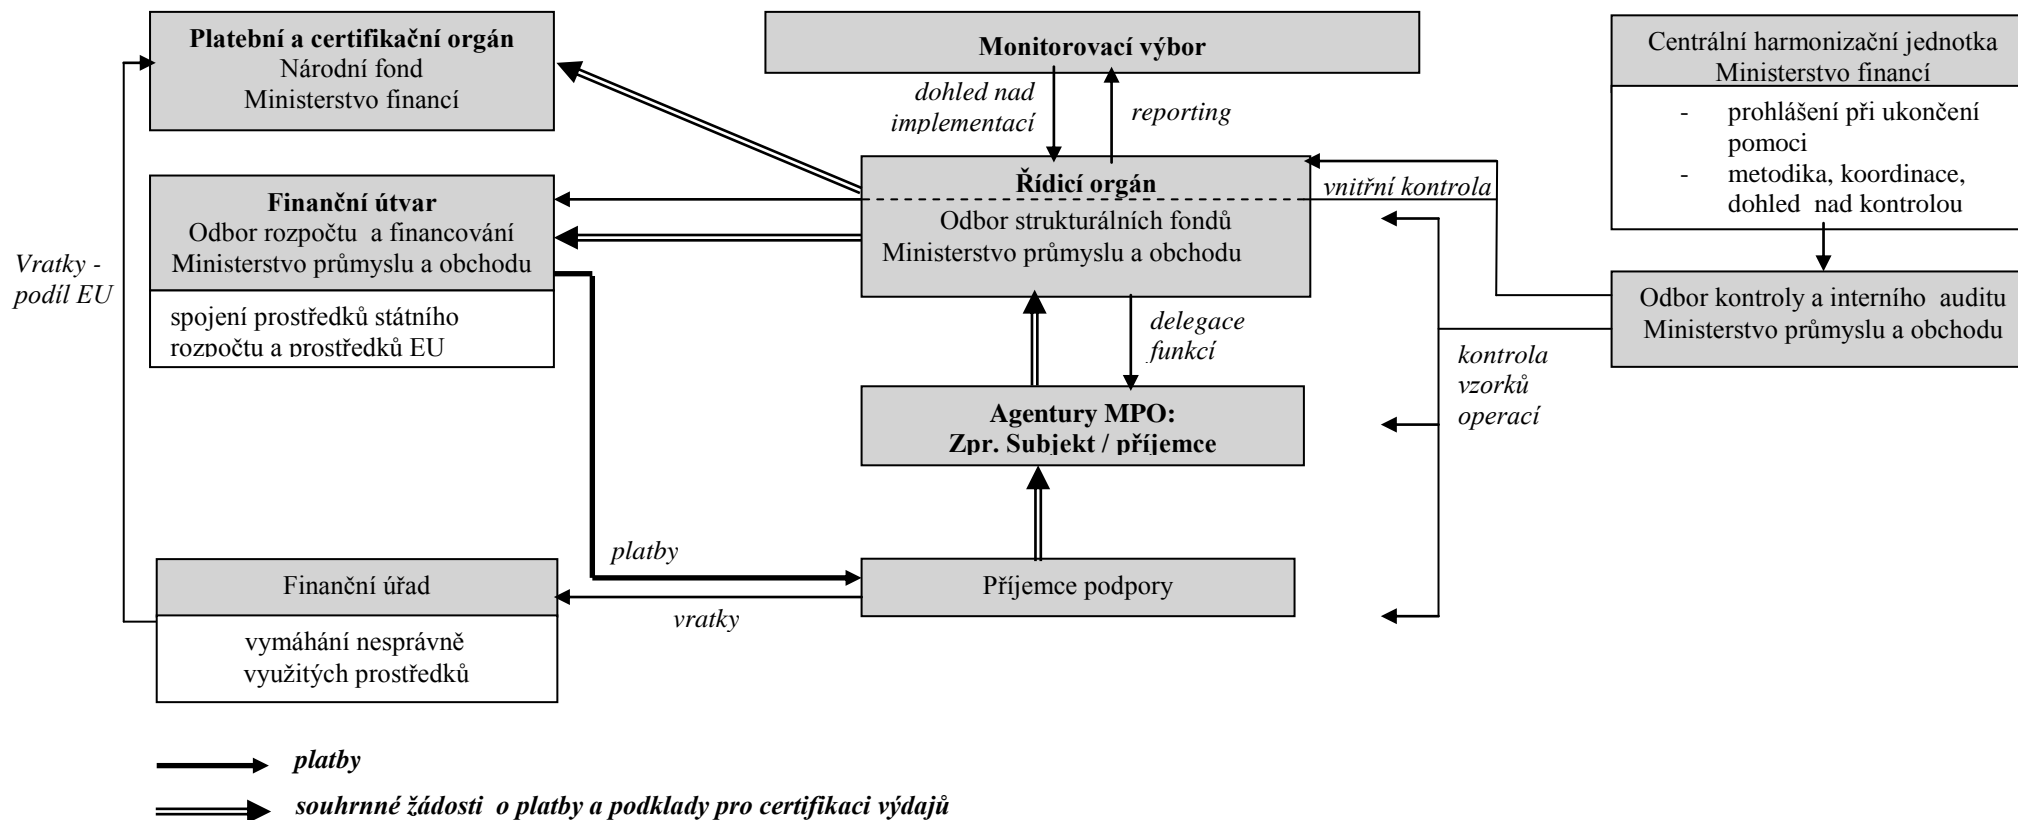 Platební a certifikační orgán
Národní fond
Ministerstvo financí
Monitorovací výbor
Centrální harmonizační jednotka
Ministerstvo financí
- prohlášení při ukončení
pomoci
- metodika, koordinace,
dohled nad kontrolou
dohled nad
implementací
reporting
Finanční útvar
Odbor rozpočtu a financování
Ministerstvo průmyslu a obchodu
spojení prostředků státního
rozpočtu a prostředků EU
Řídicí orgán
Odbor strukturálních fondů
Ministerstvo průmyslu a obchodu
vnitřní kontrola
Vratky -
podíl EU
Odbor kontroly a interního auditu
Ministerstvo průmyslu a obchodu
delegace
funkcí
kontrola
vzorků
operací
Agentury MPO:
Zpr. Subjekt / příjemce
platby
Finanční úřad
vymáhání nesprávně
využitých prostředků
Příjemce podpory
vratky
platby
souhrnné žádosti o platby a podklady pro certifikaci výdajů